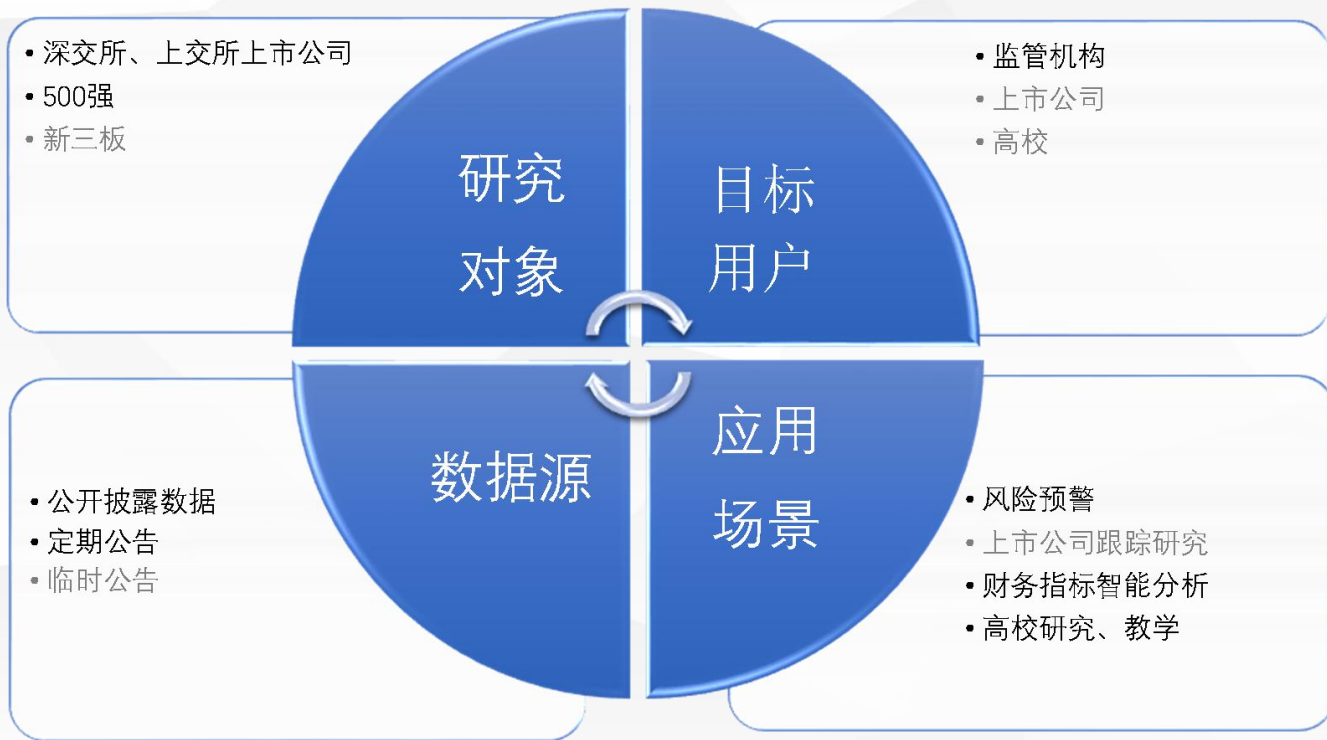 • 深交所、上交所上市公司
• 500强
• 新三板
研究
对象
• 监管机构
• 上市公司
• 高校
目标
用户
• 公开披露数据
• 定期公告
• 临时公告
数据源
应用
场景
• 风险预警
• 上市公司跟踪研究
• 财务指标智能分析
• 高校研究、教学